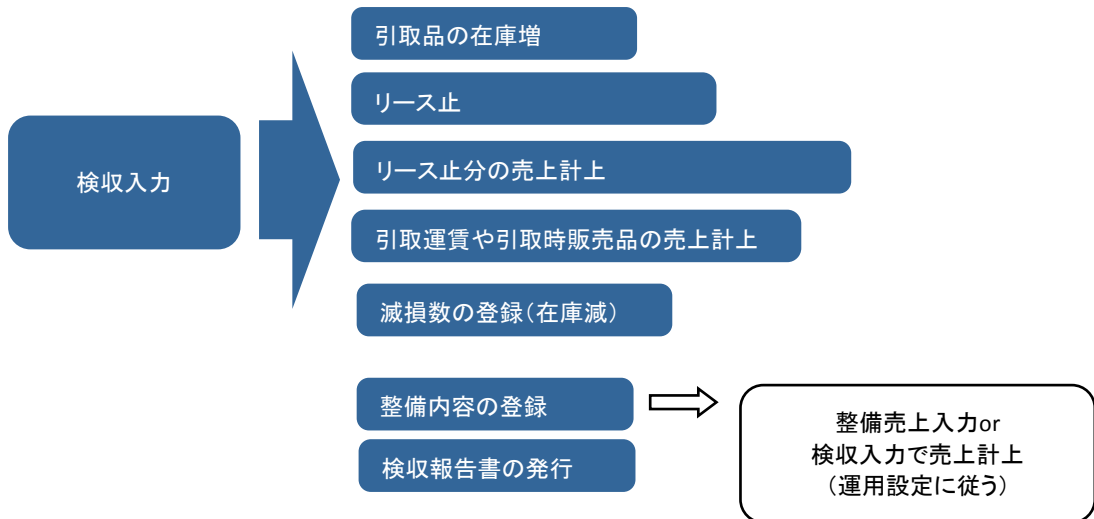 引取品の在庫増
リース止
検収入力
リース止分の売上計上
引取運賃や引取時販売品の売上計上
滅損数の登録(在庫減)
整備内容の登録
検収報告書の発行
整備売上入力or
検収入力で売上計上
(運用設定に従う)